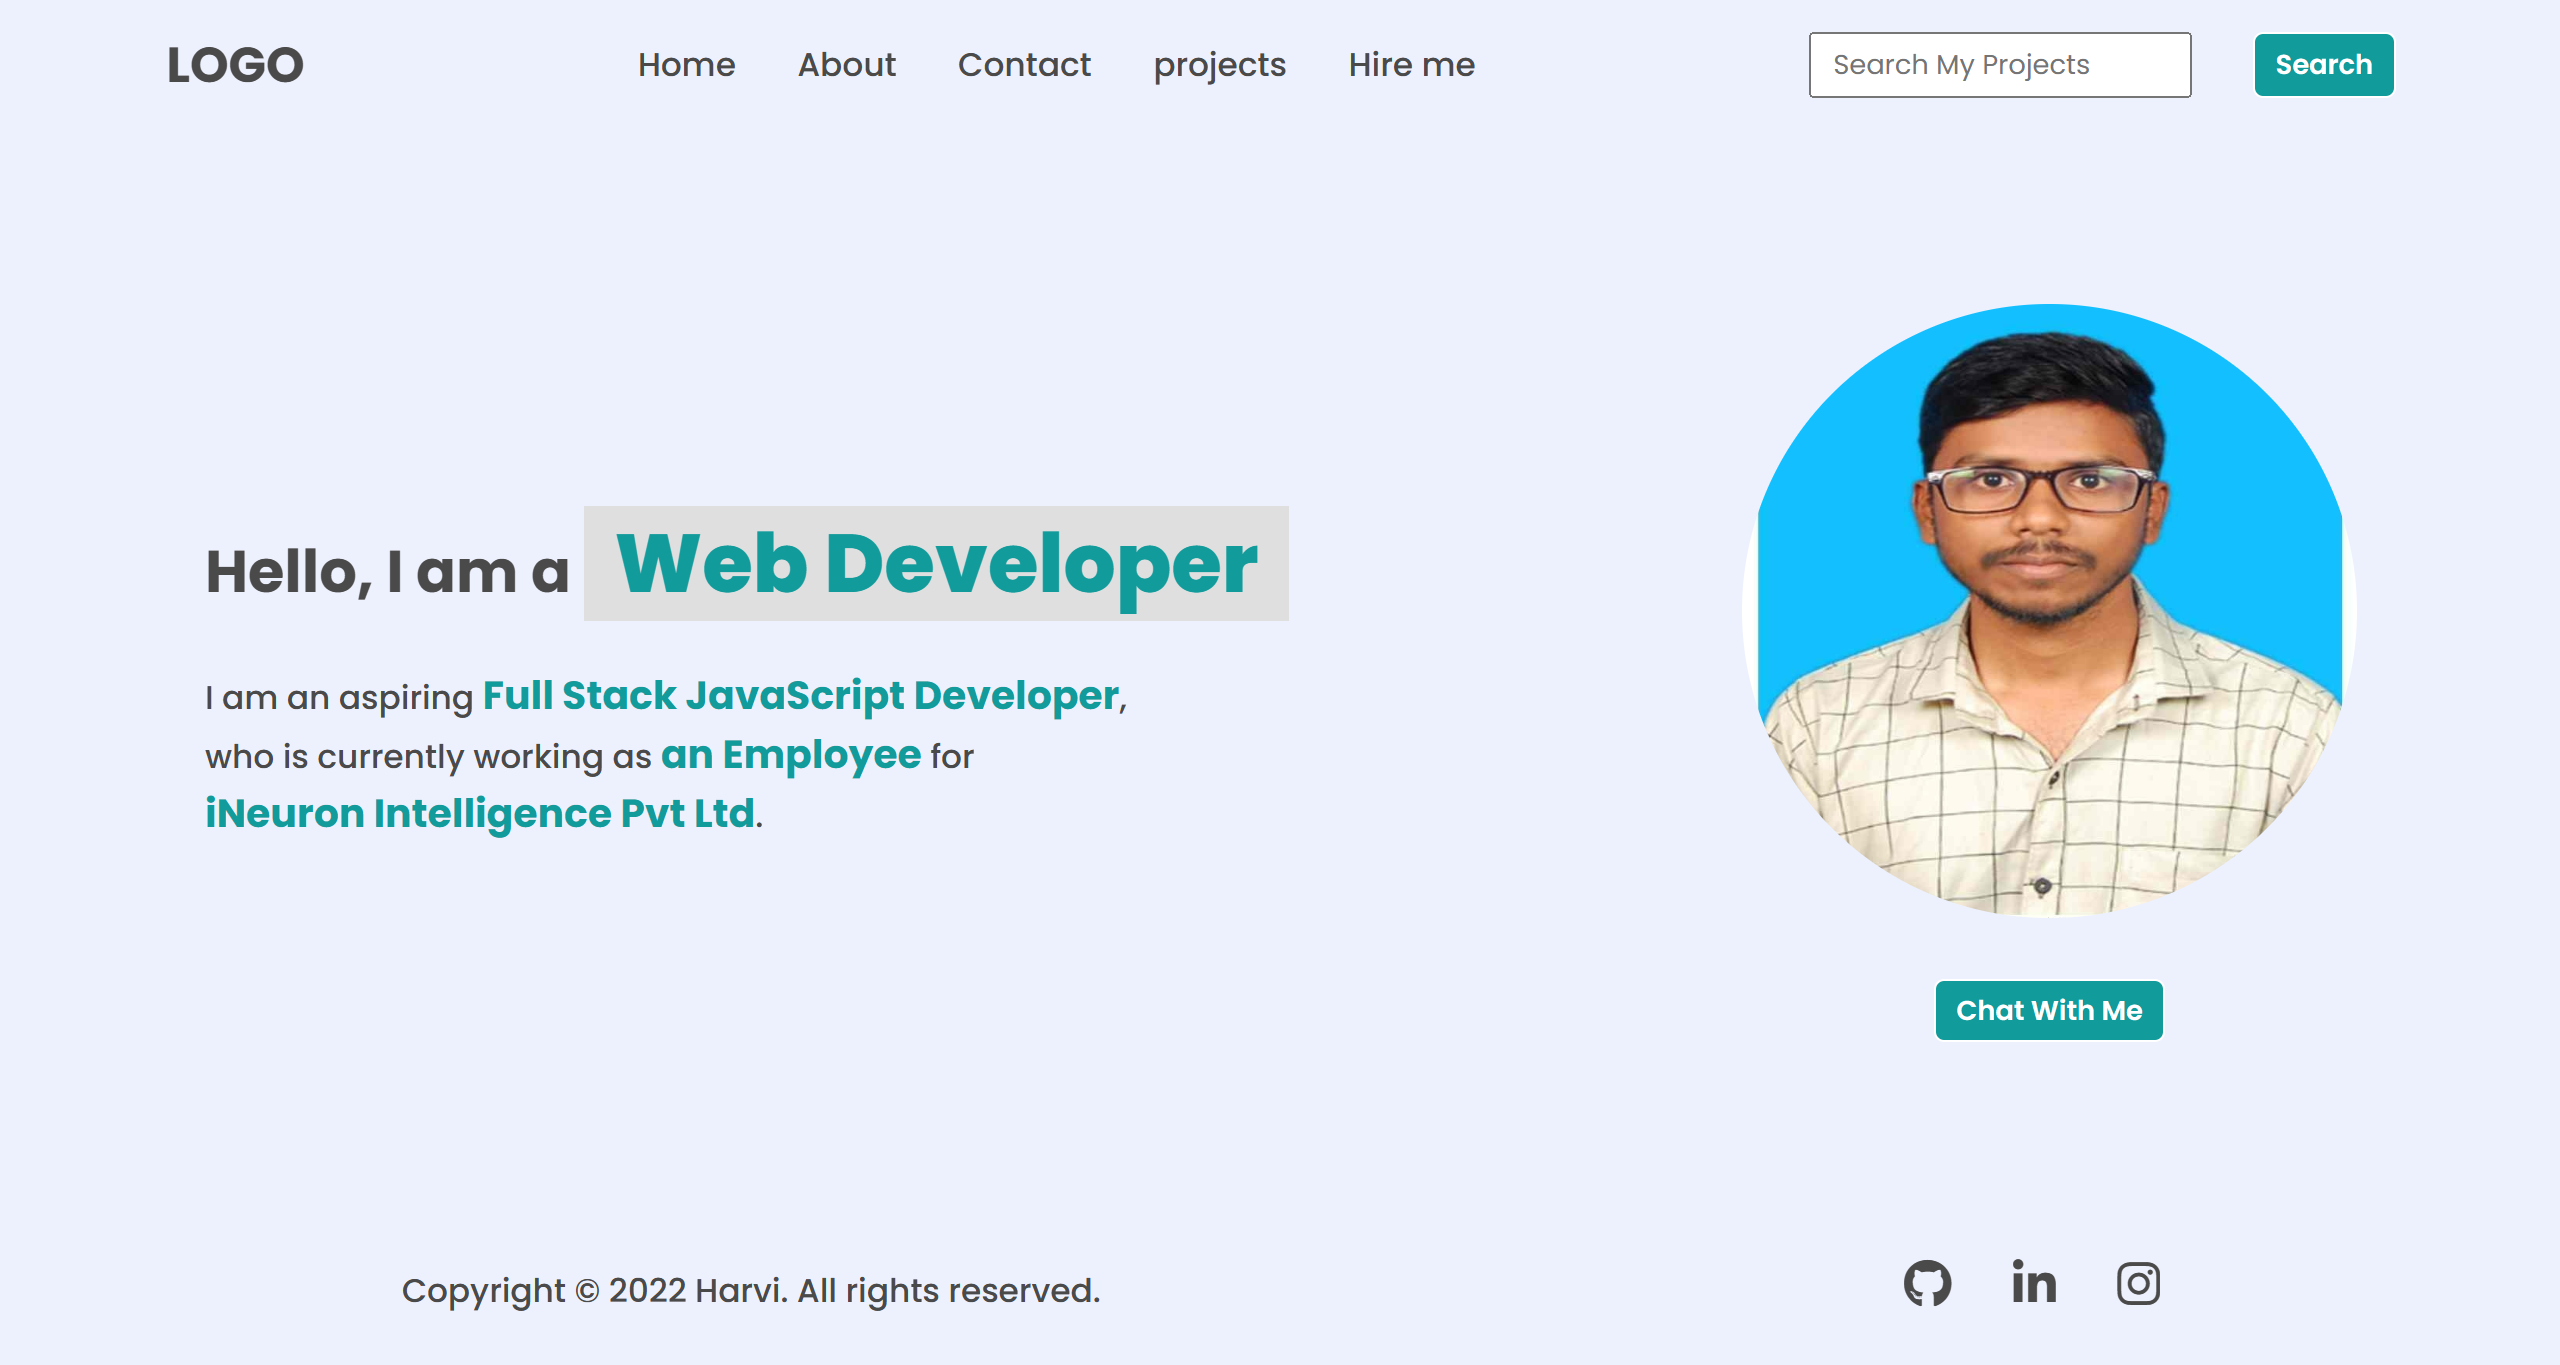 LOGO
Home About Contact projects Hire me
Search My Projects
Search
Hello, I am a Web Developer
I am an aspiring Full Stack JavaScript Developer,
who is currently working as an Employee for
iNeuron Intelligence Pvt Ltd.
Chat With Me
Copyright © 2022 Harvi. All rights reserved.
in